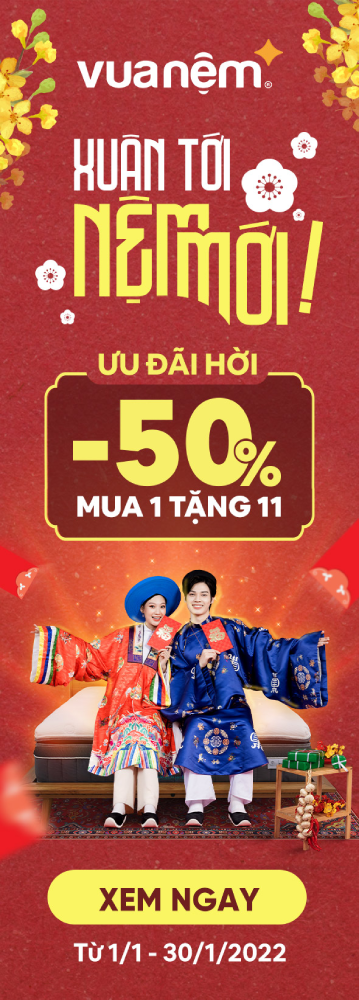 vuanệm®
XUÂN TỚI
NỆM MỚI!
ƯU ĐÃI HỜI
-50%
MUA 1 TẶNG 11
XEM NGAY
Từ 1/1 - 30/1/2022